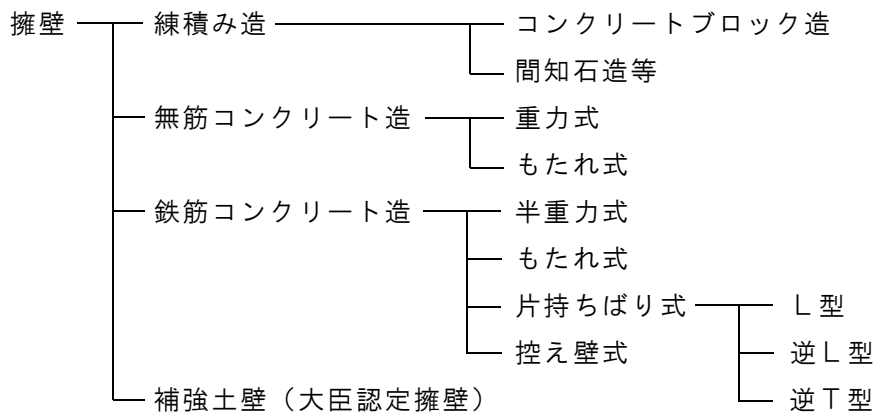 擁壁 練積み造 コンクリートブロック造
間知石造等
無筋コンクリート造 重力式
もたれ式
鉄筋コンクリート造 半重力式
もたれ式
片持ちばり式 L型
控え壁式 逆L型
補強土壁（大臣認定擁壁） 逆T型